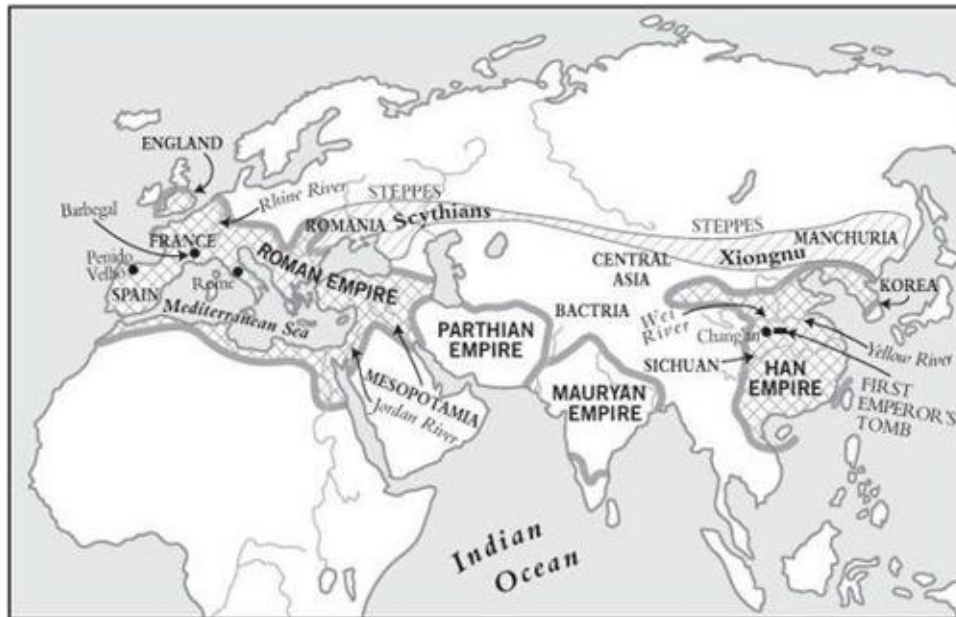 ENGLAND
Rhine River
Barbegal
STEPPES
ROMANIA
Scythians
STEPPES
Xiongnu
MANCHURIA
FRANCE
Penido
Velho
Rome
ROMAN EMPIRE
CENTRAL
ASIA
KOREA
SPAIN
Mediterranean Sea
PARTHIAN
EMPIRE
BACTRIA
Wei
River
Changan
Yellow River
SICHUAN
HAN
EMPIRE
MESOPOTAMIA
Jordan River
MAURYAN
EMPIRE
FIRST
EMPEROR'S
TOMB
Indian
Ocean